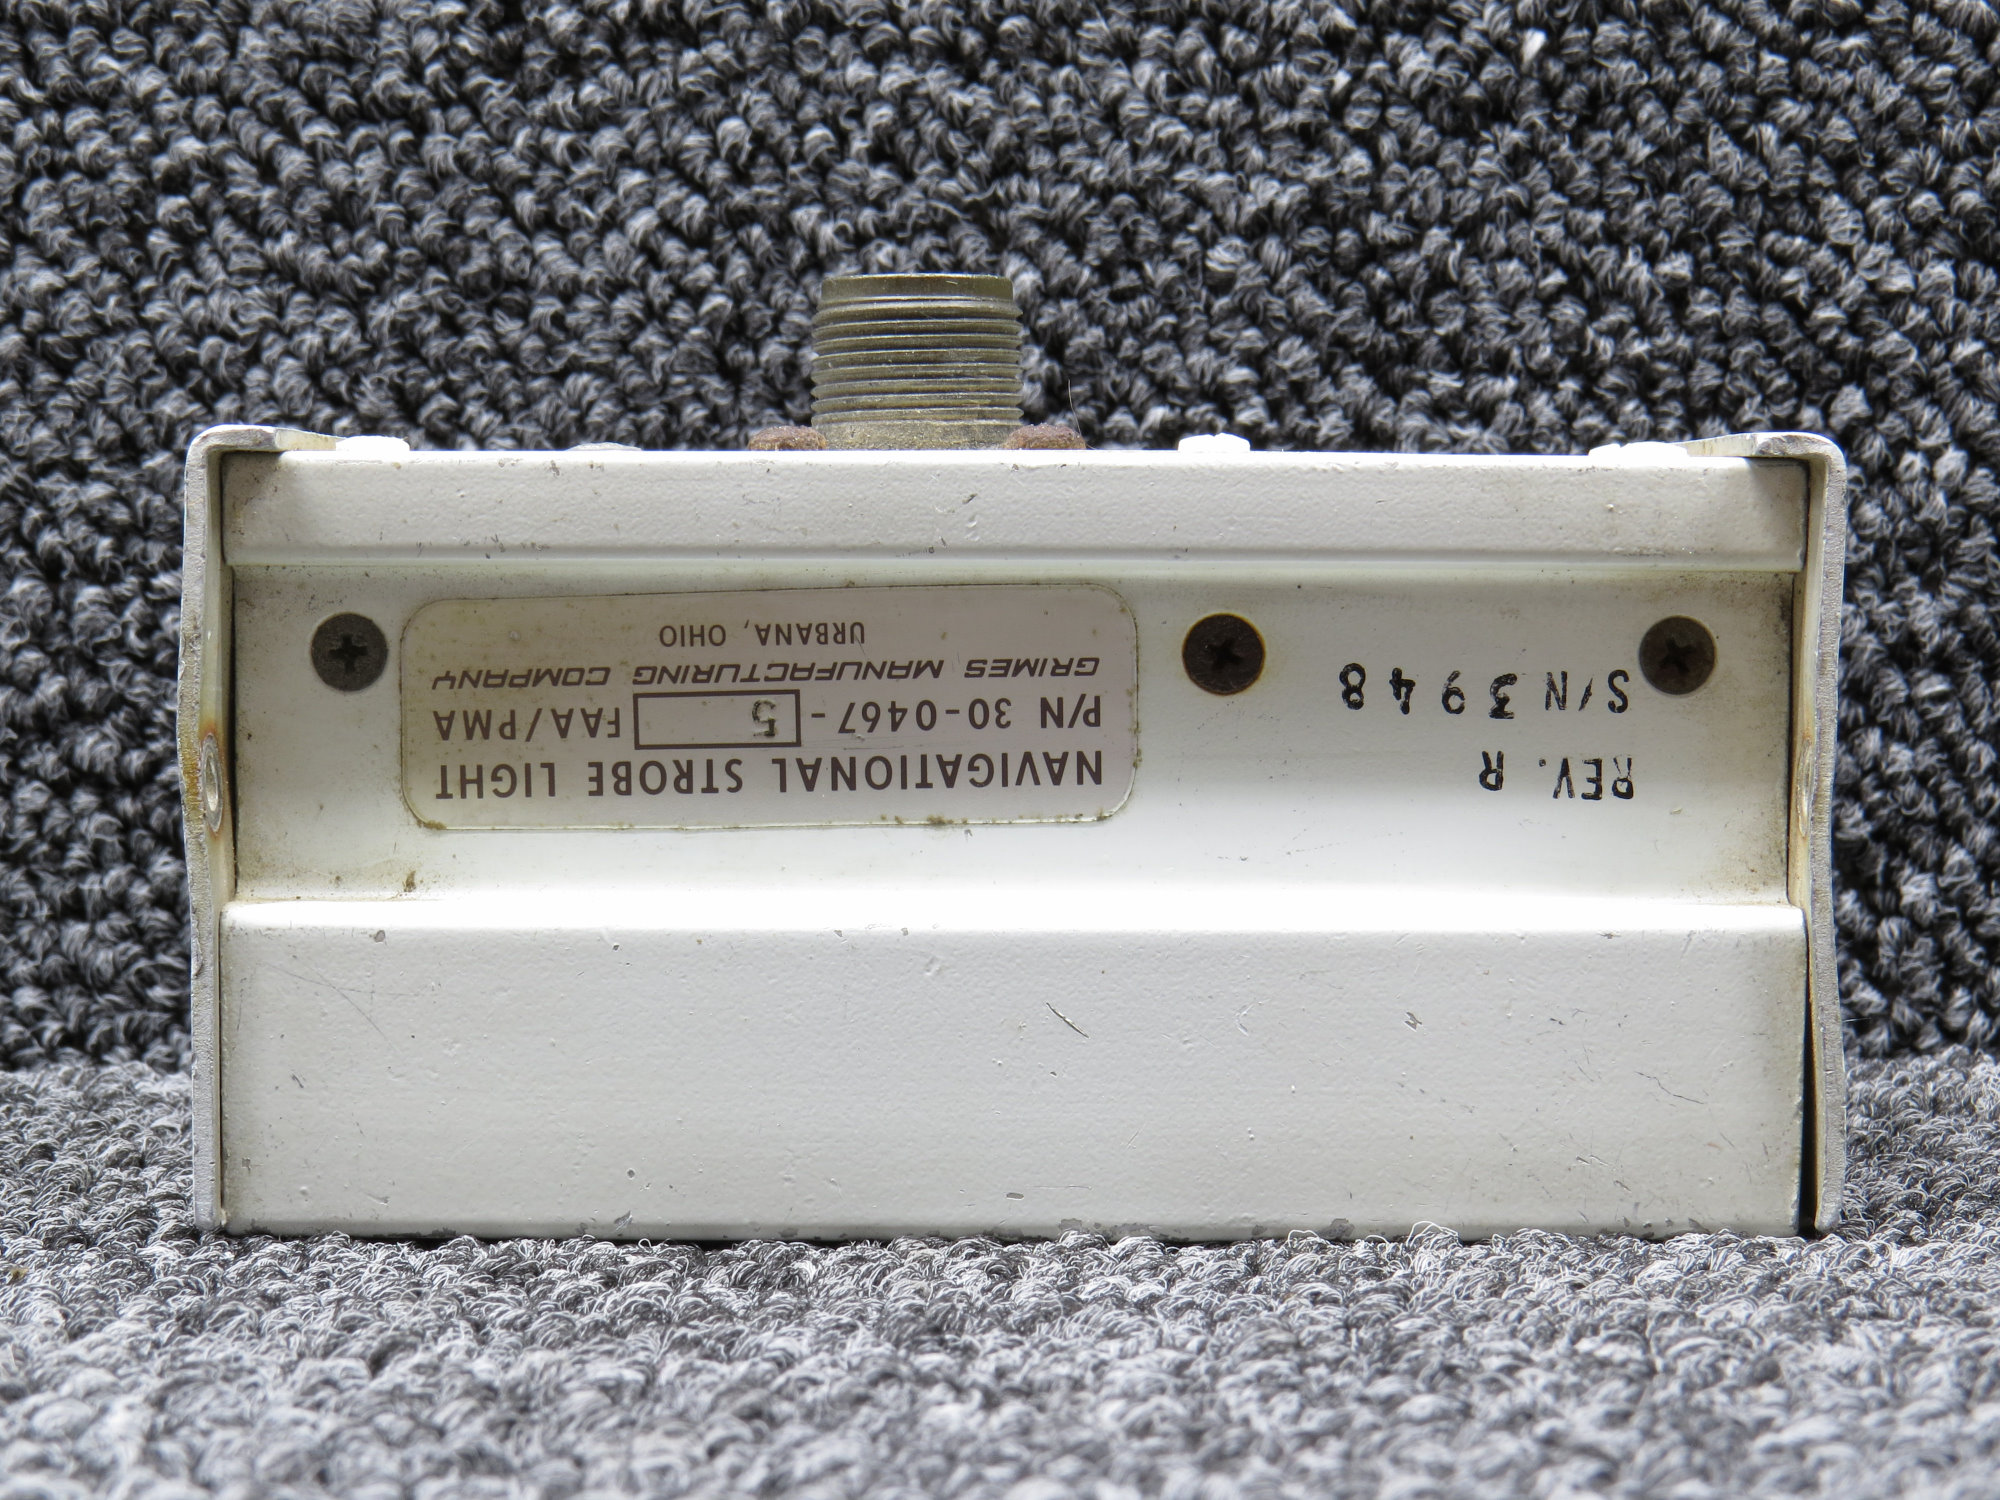 NAVIGATIONAL STROBE LIGHT
P/N 30-0467- 5 FAA/PMA
GRIMES MANUFACTURING COMPANY
URBANA, OHIO
REV. R
S/N 3948